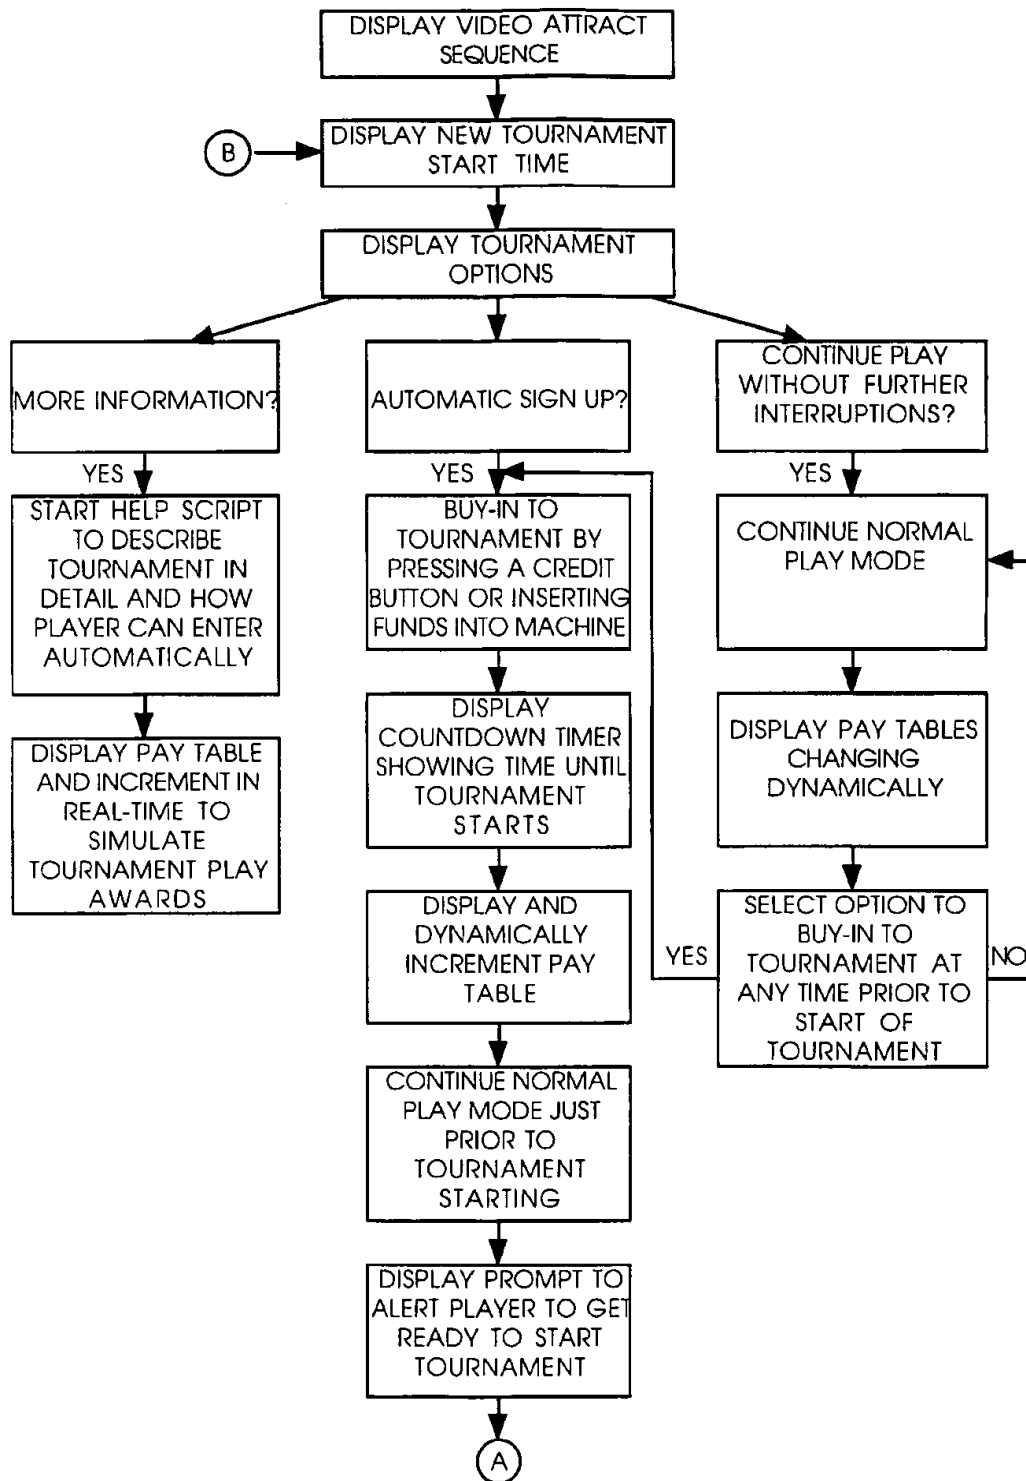 DISPLAY VIDEO ATTRACT
SEQUENCE
B
DISPLAY NEW TOURNAMENT
START TIME
DISPLAY TOURNAMENT
OPTIONS
MORE INFORMATION?
YES
START HELP SCRIPT
TO DESCRIBE
TOURNAMENT IN
DETAIL AND HOW
PLAYER CAN ENTER
AUTOMATICALLY
DISPLAY PAY TABLE
AND INCREMENT IN
REAL-TIME TO
SIMULATE
TOURNAMENT PLAY
AWARDS
AUTOMATIC SIGN UP?
YES
BUY-IN TO
TOURNAMENT BY
PRESSING A CREDIT
BUTTON OR INSERTING
FUNDS INTO MACHINE
DISPLAY
COUNTDOWN TIMER
SHOWING TIME UNTIL
TOURNAMENT
STARTS
DISPLAY AND
DYNAMICALLY
INCREMENT PAY
TABLE
CONTINUE NORMAL
PLAY MODE JUST
PRIOR TO
TOURNAMENT
STARTING
DISPLAY PROMPT TO
ALERT PLAYER TO GET
READY TO START
TOURNAMENT
A
CONTINUE PLAY
WITHOUT FURTHER
INTERRUPTIONS?
YES
CONTINUE NORMAL
PLAY MODE
DISPLAY PAY TABLES
CHANGING
DYNAMICALLY
SELECT OPTION TO
BUY-IN TO
TOURNAMENT AT
ANY TIME PRIOR TO
START OF
TOURNAMENT
YES
NO